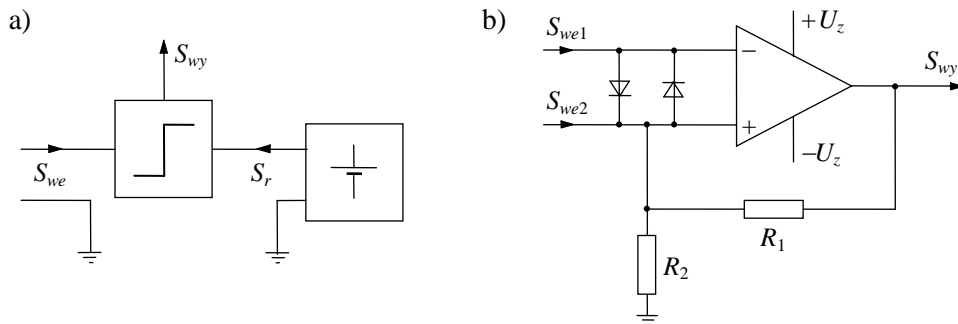 a)
S_wy
S_we
S_r
b)
S_we1
S_we2
+U_z
−
+
−U_z
S_wy
R_1
R_2